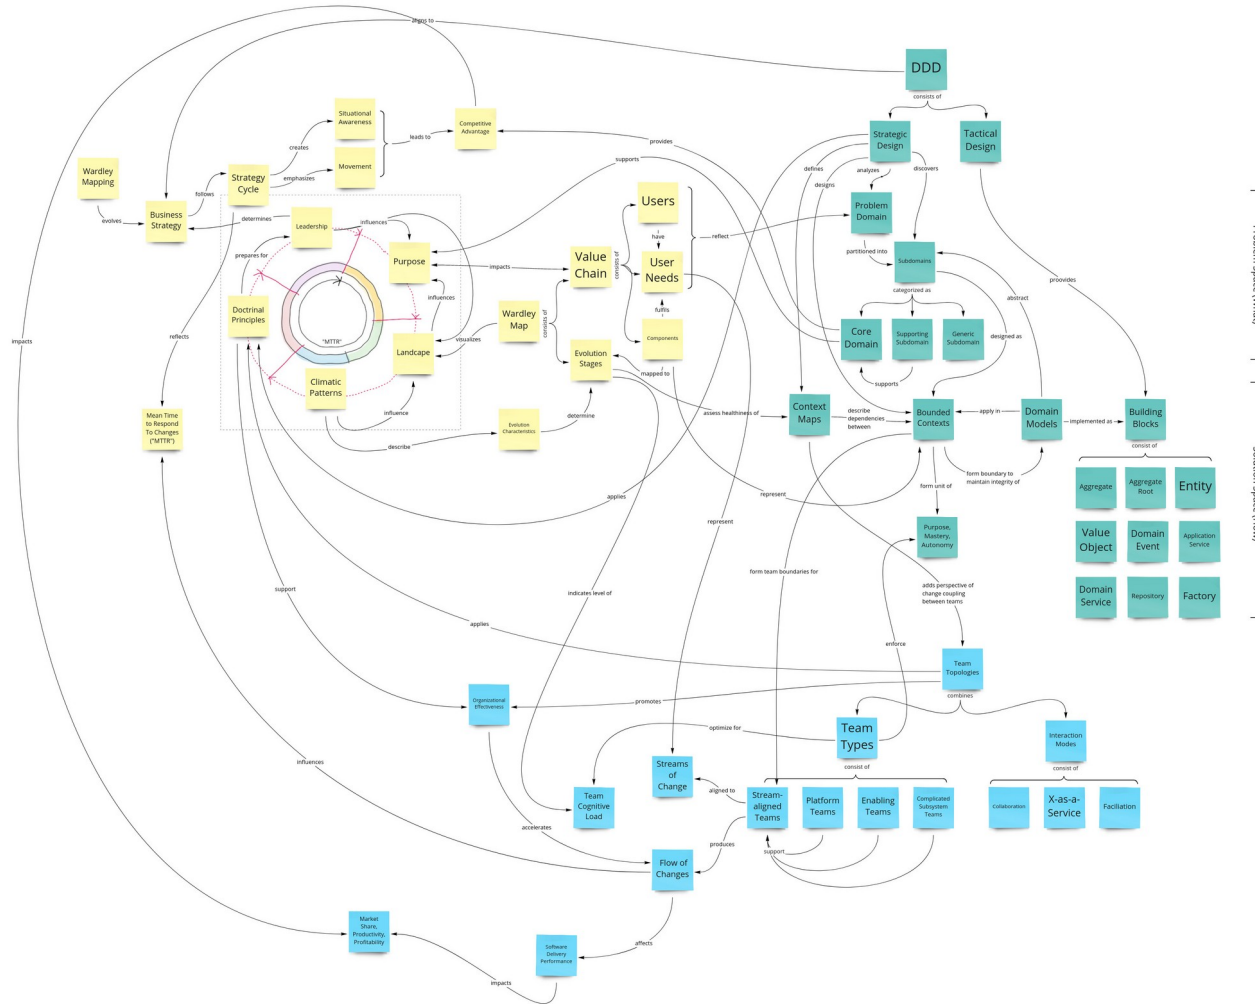 aligns to
DDD
consists of
Situational
Awareness
Competitive
Advantage
leads to
creates
Strategic
Design
Tactical
Design
provides
supports
defines
designs
analyzes
discovers
Wardley
Mapping
Strategy
Cycle
emphasizes
Movement
follows
evolves
Business
Strategy
determines
Leadership
influences
Users
have
reflect
Problem
Domain
partitioned into
prepares for
Purpose
impacts
Value
Chain
consists of
User
Needs
Subdomains
categorized as
proovides
abstract
influences
Doctrinal
Principles
"MTTR"
Landscape
visualizes
Wardley
Map
consists of
fulfils
Components
mapped to
Core
Domain
Supporting
Subdomain
Generic
Subdomain
designed as
supports
impacts
reflects
Climatic
Patterns
influence
Evolution
Stages
Mean Time
to Respond
To Changes
("MTTR")
describe
Evolution
Characteristics
determine
assess healthiness of
Context
Maps
describe
dependencies
between
Bounded
Contexts
apply in
Domain
Models
implemented as
Building
Blocks
consist of
form boundary to
maintain integrity of
form unit of
applies
represent
represent
Aggregate
Aggregate
Root
Entity
Purpose,
Mastery,
Autonomy
Value
Object
Domain
Event
Application
Service
Domain
Service
Repository
Factory
form team boundaries for
adds perspective of
change coupling
between teams
support
indicates level of
applies
enforce
Team
Topologies
combines
Organisational
Effectiveness
promotes
optimize for
Team
Types
consist of
Interaction
Modes
consist of
influences
Streams
of
Change
aligned to
Team
Cognitive
Load
Stream-
aligned
Teams
Platform
Teams
Enabling
Teams
Complicated
Subsystem
Teams
Collaboration
X-as-a-
Service
Faciliation
accelerates
produces
support
Flow of
Changes
Market
Share,
Productivity,
Profitability
Software
Delivery
Performance
affects
impacts